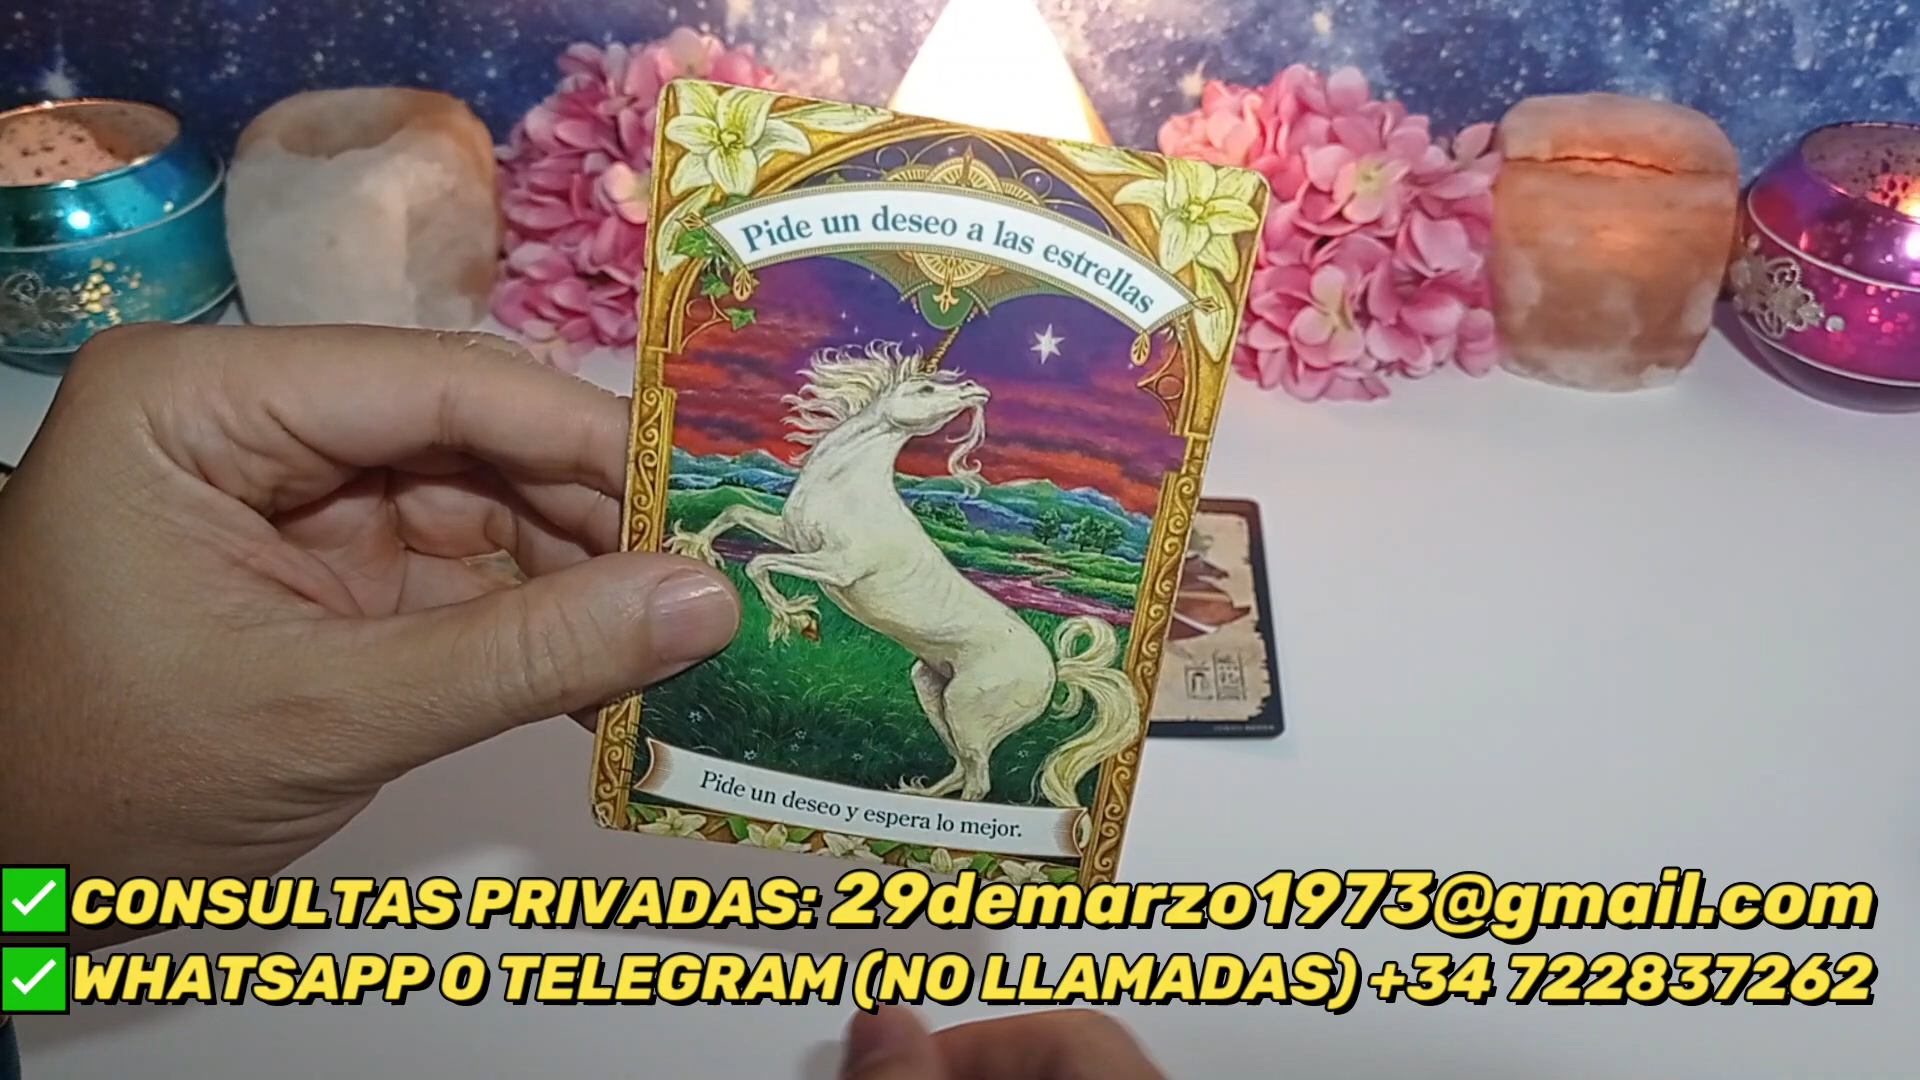 Pide un deseo a las estrellas
Pide un deseo y espera lo mejor.
✅CONSULTAS PRIVADAS: 29demarzo1973@gmail.com
✅WHATSAPP O TELEGRAM (NO LLAMADAS) +34 722837262